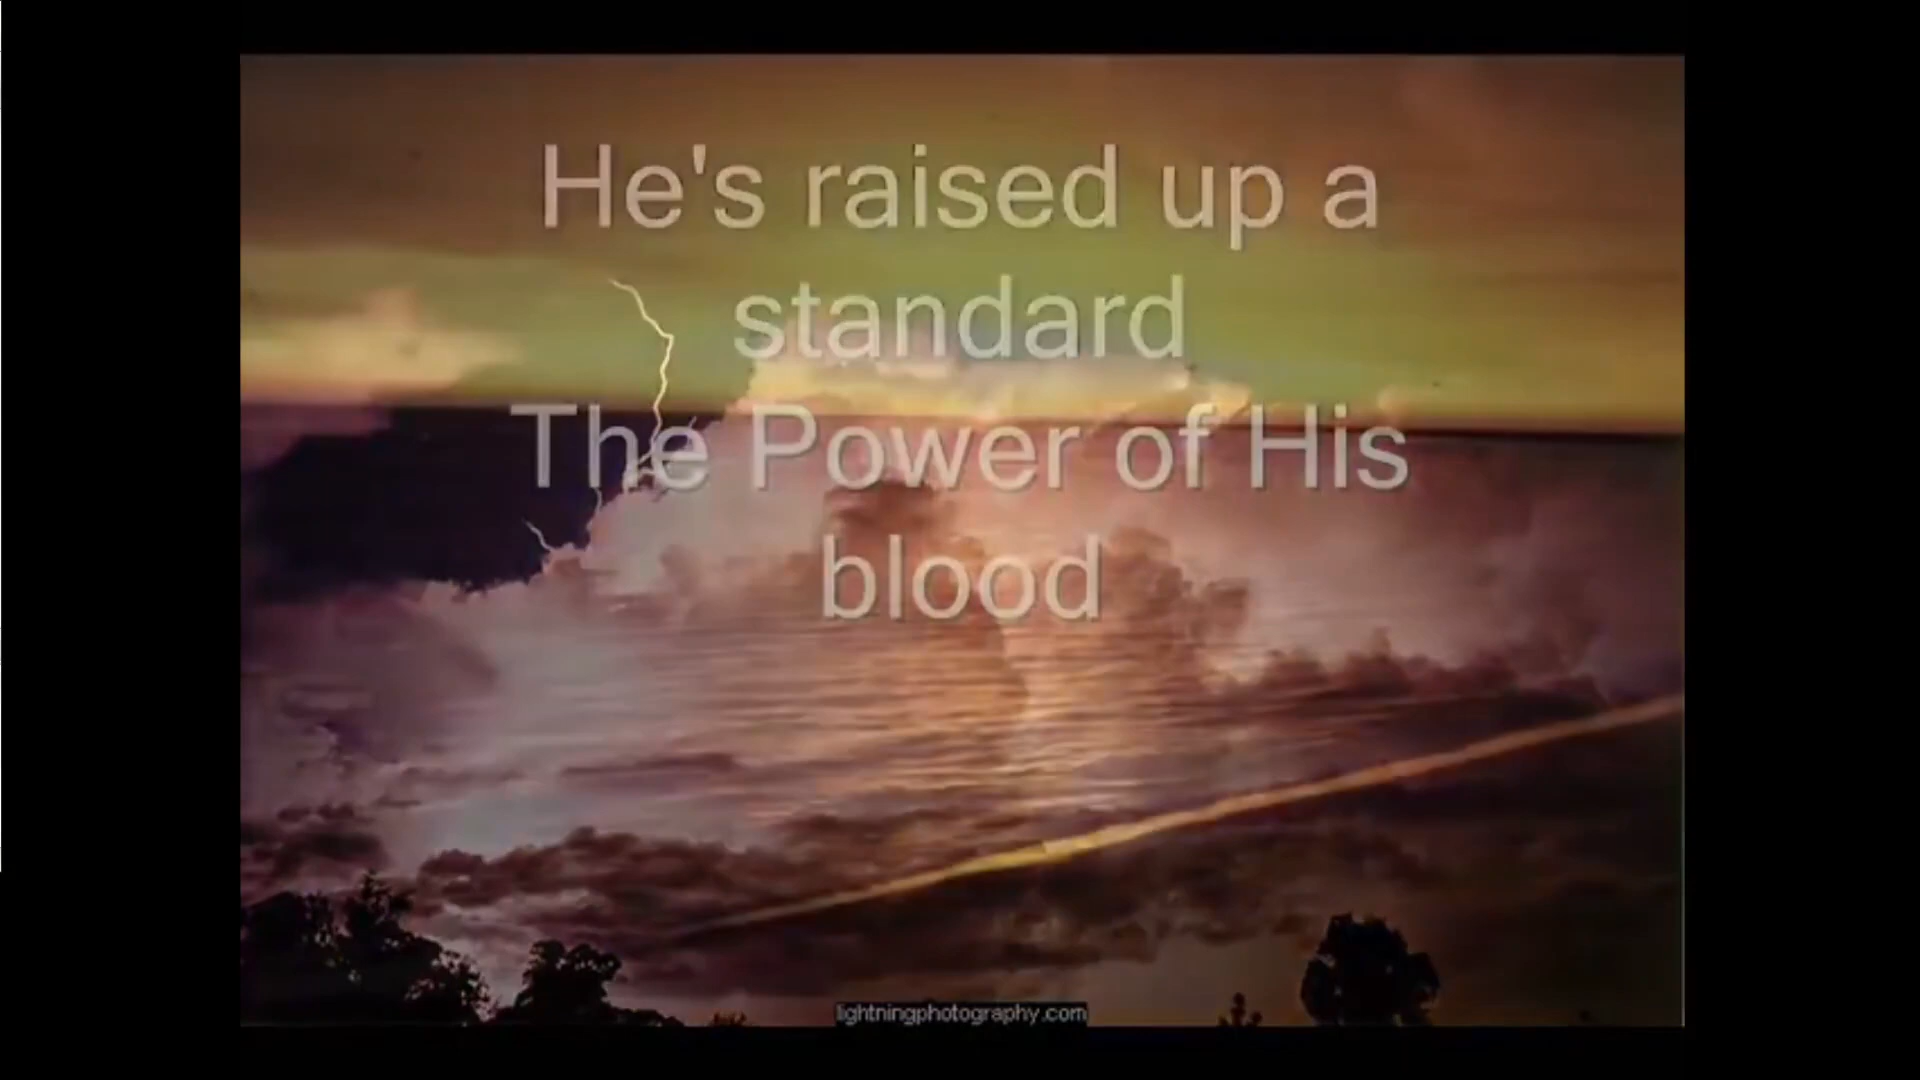 He's raised up a
standard
The Power of His
blood
lightningphotography.com